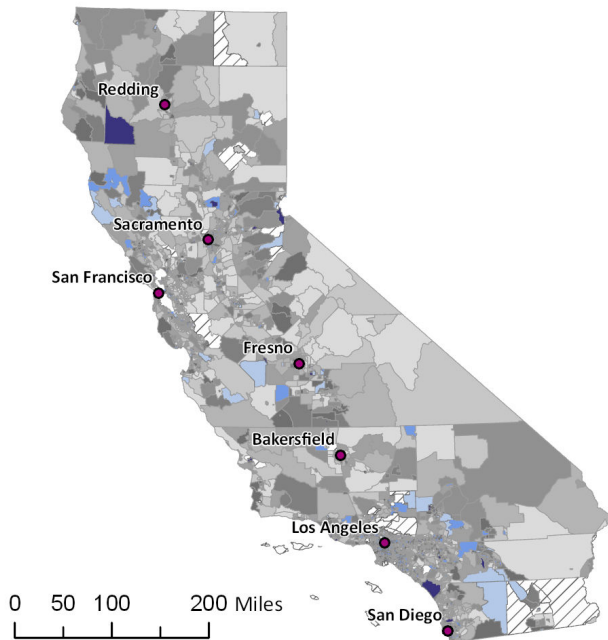 Redding
Sacramento
San Francisco
Fresno
Bakersfield
Los Angeles
San Diego
0 50 100 200 Miles